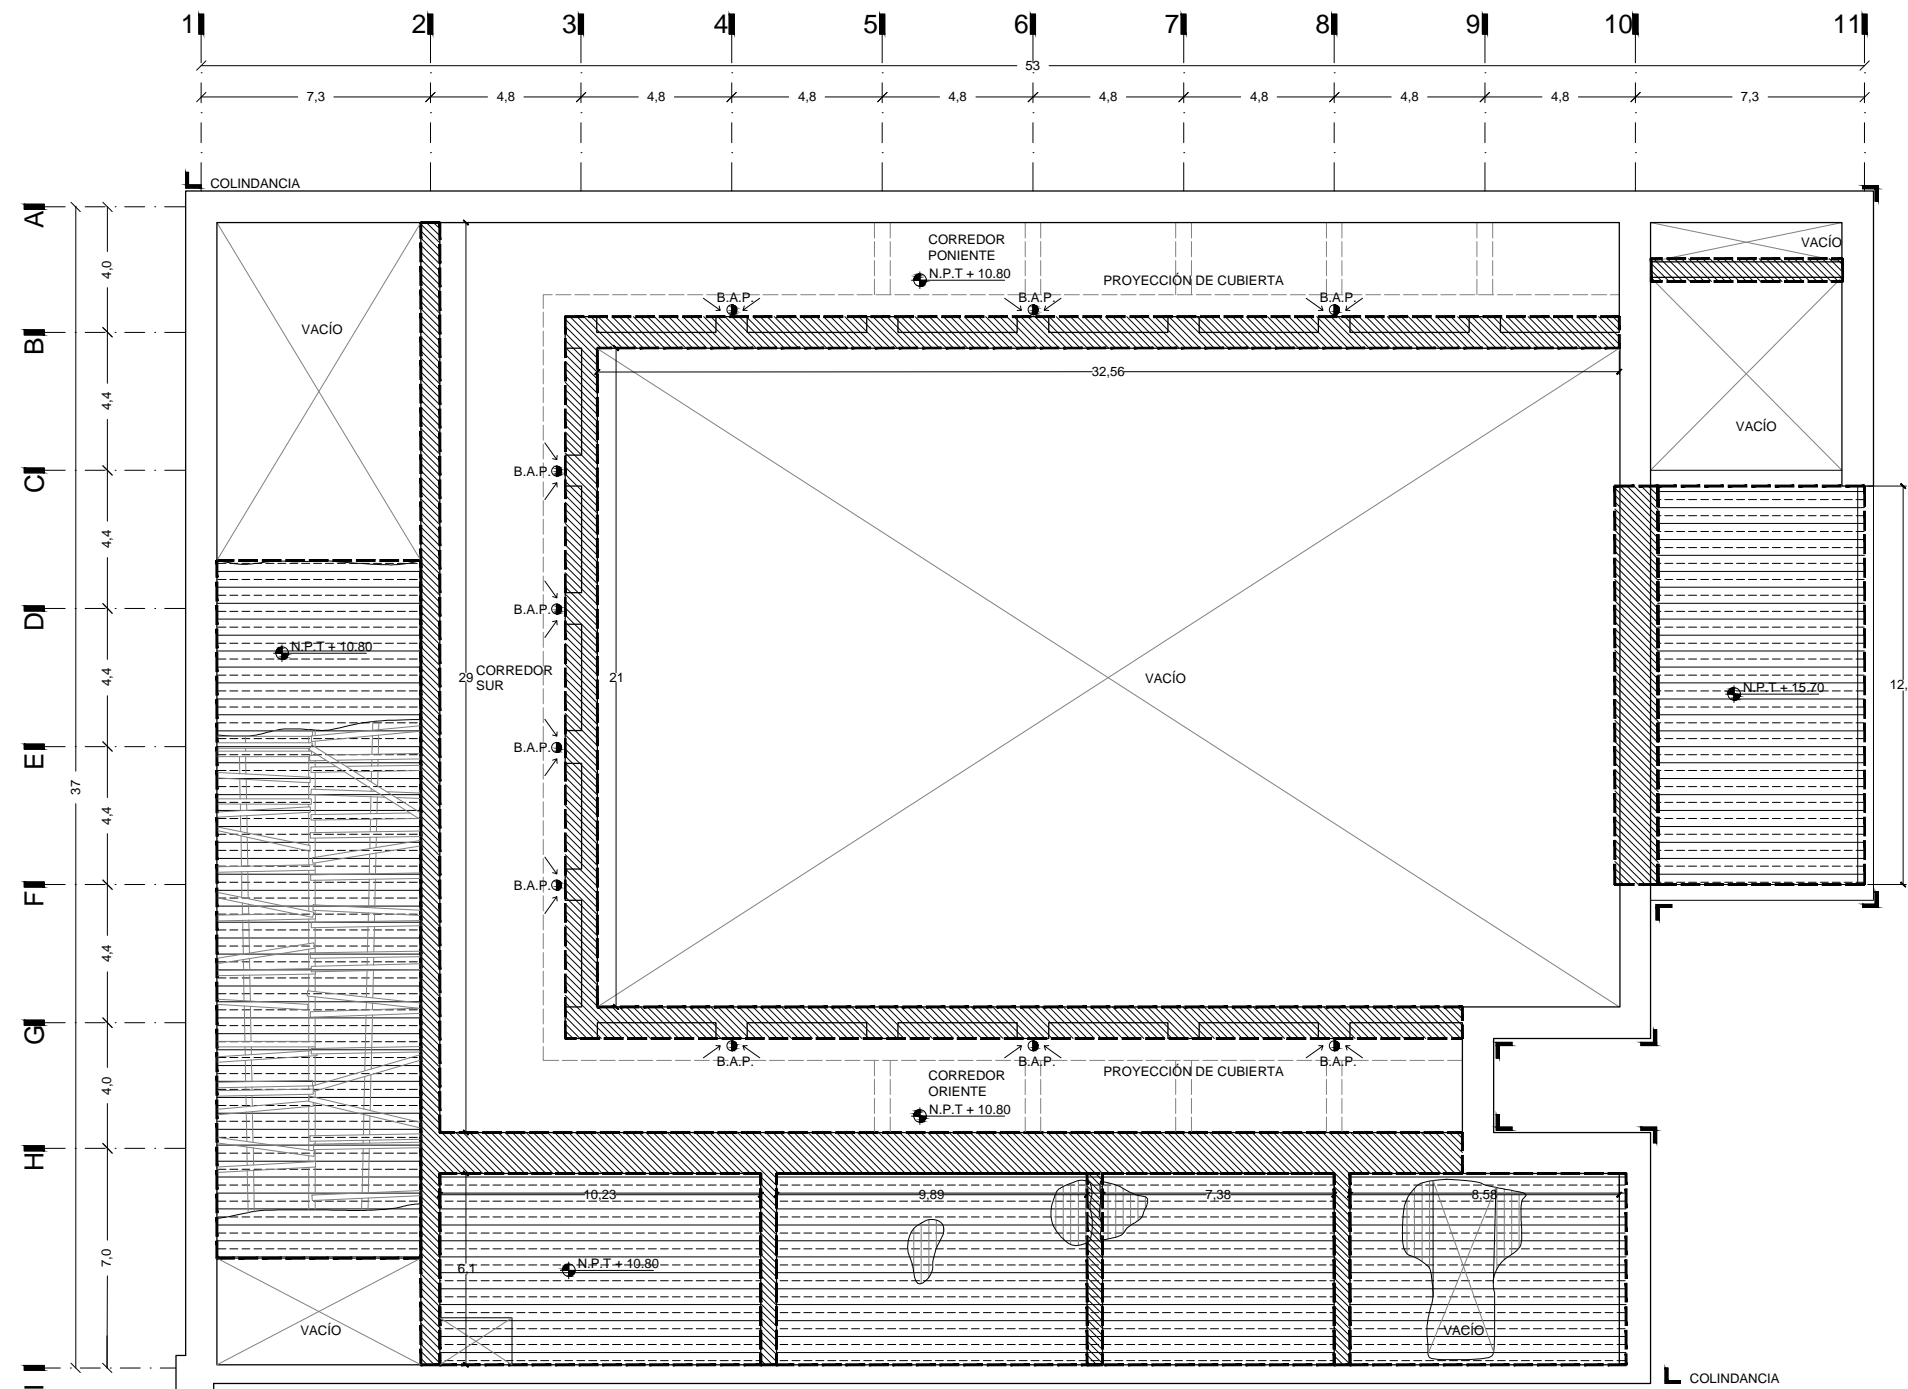 1 2 3 4 5 6 7 8 9 10 11
53
7,3 4,8 4,8 4,8 4,8 4,8 4,8 4,8 4,8 7,3
COLINDANCIA
A
B
C
D
E
F
G
H
I
4,0
4,4
4,4
4,4
4,4
4,4
4,0
7,0
37
VACÍO
CORREDOR
PONIENTE
N.P.T + 10.80
PROYECCIÓN DE CUBIERTA
VACÍO
B.A.P. B.A.P. B.A.P.
32,56
VACÍO
B.A.P.
B.A.P.
N.P.T + 10.80
29
CORREDOR
SUR
21
VACÍO
N.P.T + 15.70
12,
B.A.P.
B.A.P.
B.A.P. B.A.P. B.A.P.
CORREDOR
ORIENTE
N.P.T + 10.80
PROYECCIÓN DE CUBIERTA
10,23 9,89 7,38 8,58
6,1
N.P.T + 10.80
VACÍO
VACÍO
COLINDANCIA